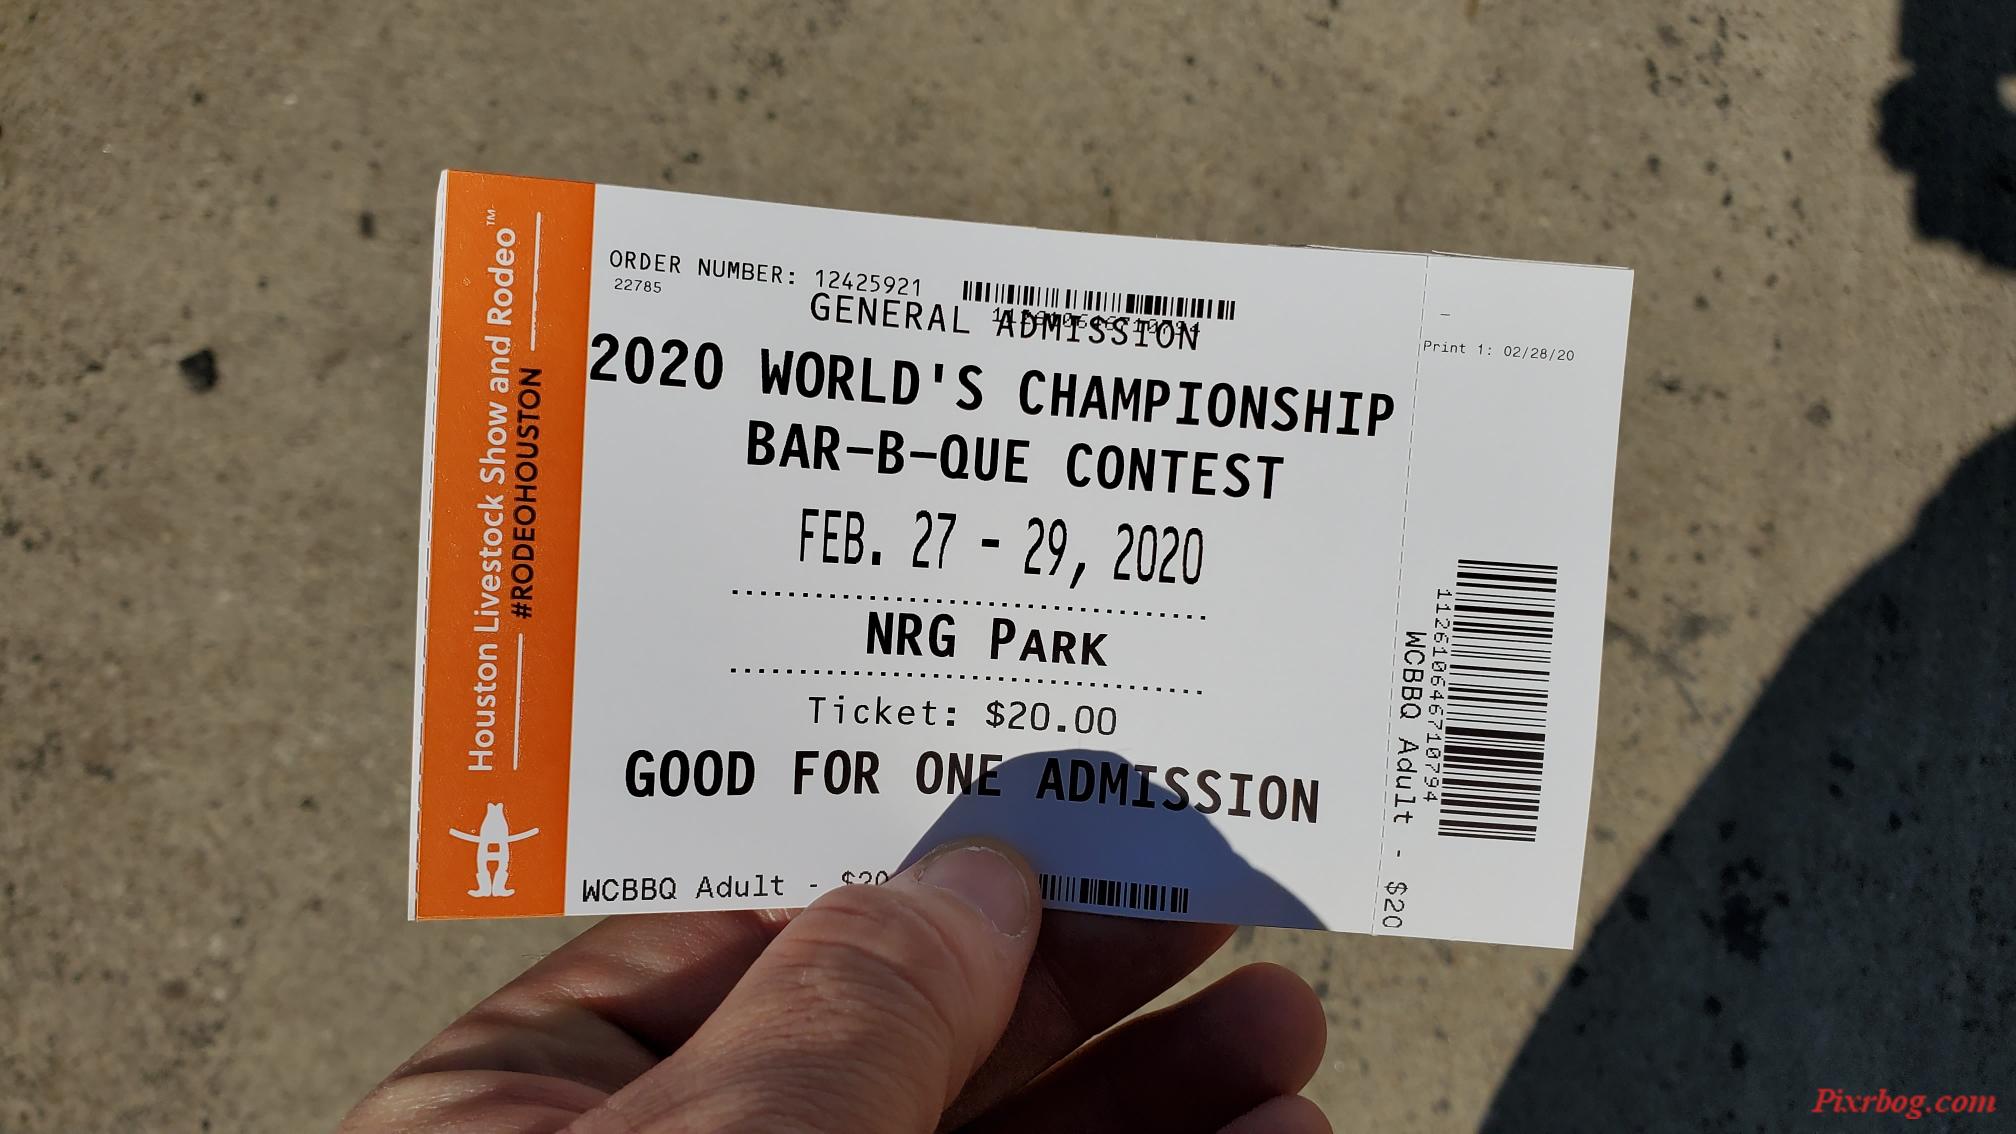 Houston Livestock Show and Rodeo™
#RODEOHOUSTON
ORDER NUMBER: 12425921
22785
GENERAL ADMISSION
2020 WORLD'S CHAMPIONSHIP
BAR-B-QUE CONTEST
FEB. 27 - 29, 2020
NRG PARK
Ticket: $20.00
GOOD FOR ONE ADMISSION
WCBBQ Adult - $20
Print 1: 02/28/20
112610646710794
WCBBQ Adult - $20
Pixrbog.com